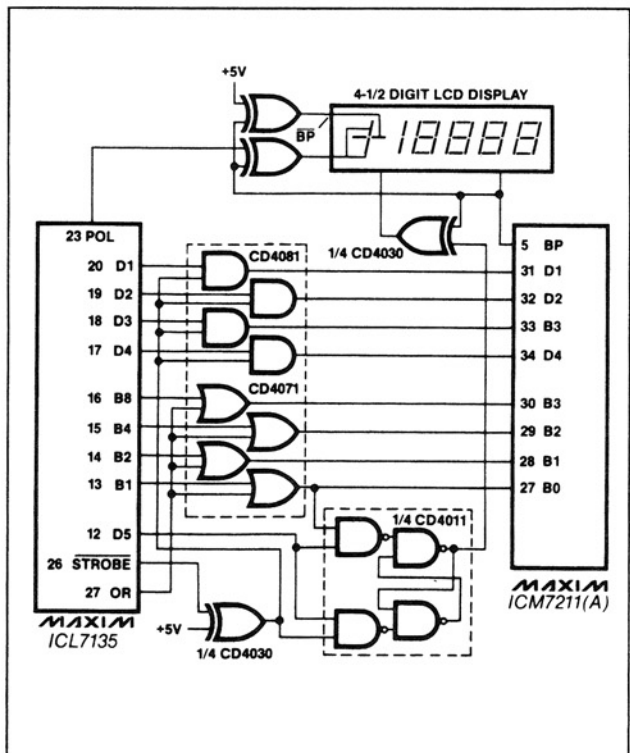 +5V
4-1/2 DIGIT LCD DISPLAY
BP
-18888
1/4 CD4030
23 POL
20 D1
19 D2
18 D3
17 D4
16 B8
15 B4
14 B2
13 B1
12 D5
26 STROBE
27 OR
MAXIM
ICL7135
CD4081
CD4071
+5V
1/4 CD4030
1/4 CD4011
5 BP
31 D1
32 D2
33 B3
34 D4
30 B3
29 B2
28 B1
27 B0
MAXIM
ICM7211(A)